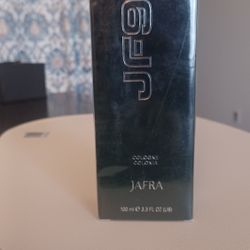 JF9
COLOGNE
COLONIA
JAFRA
100 ml ℮ 3.3 FL OZ (US)